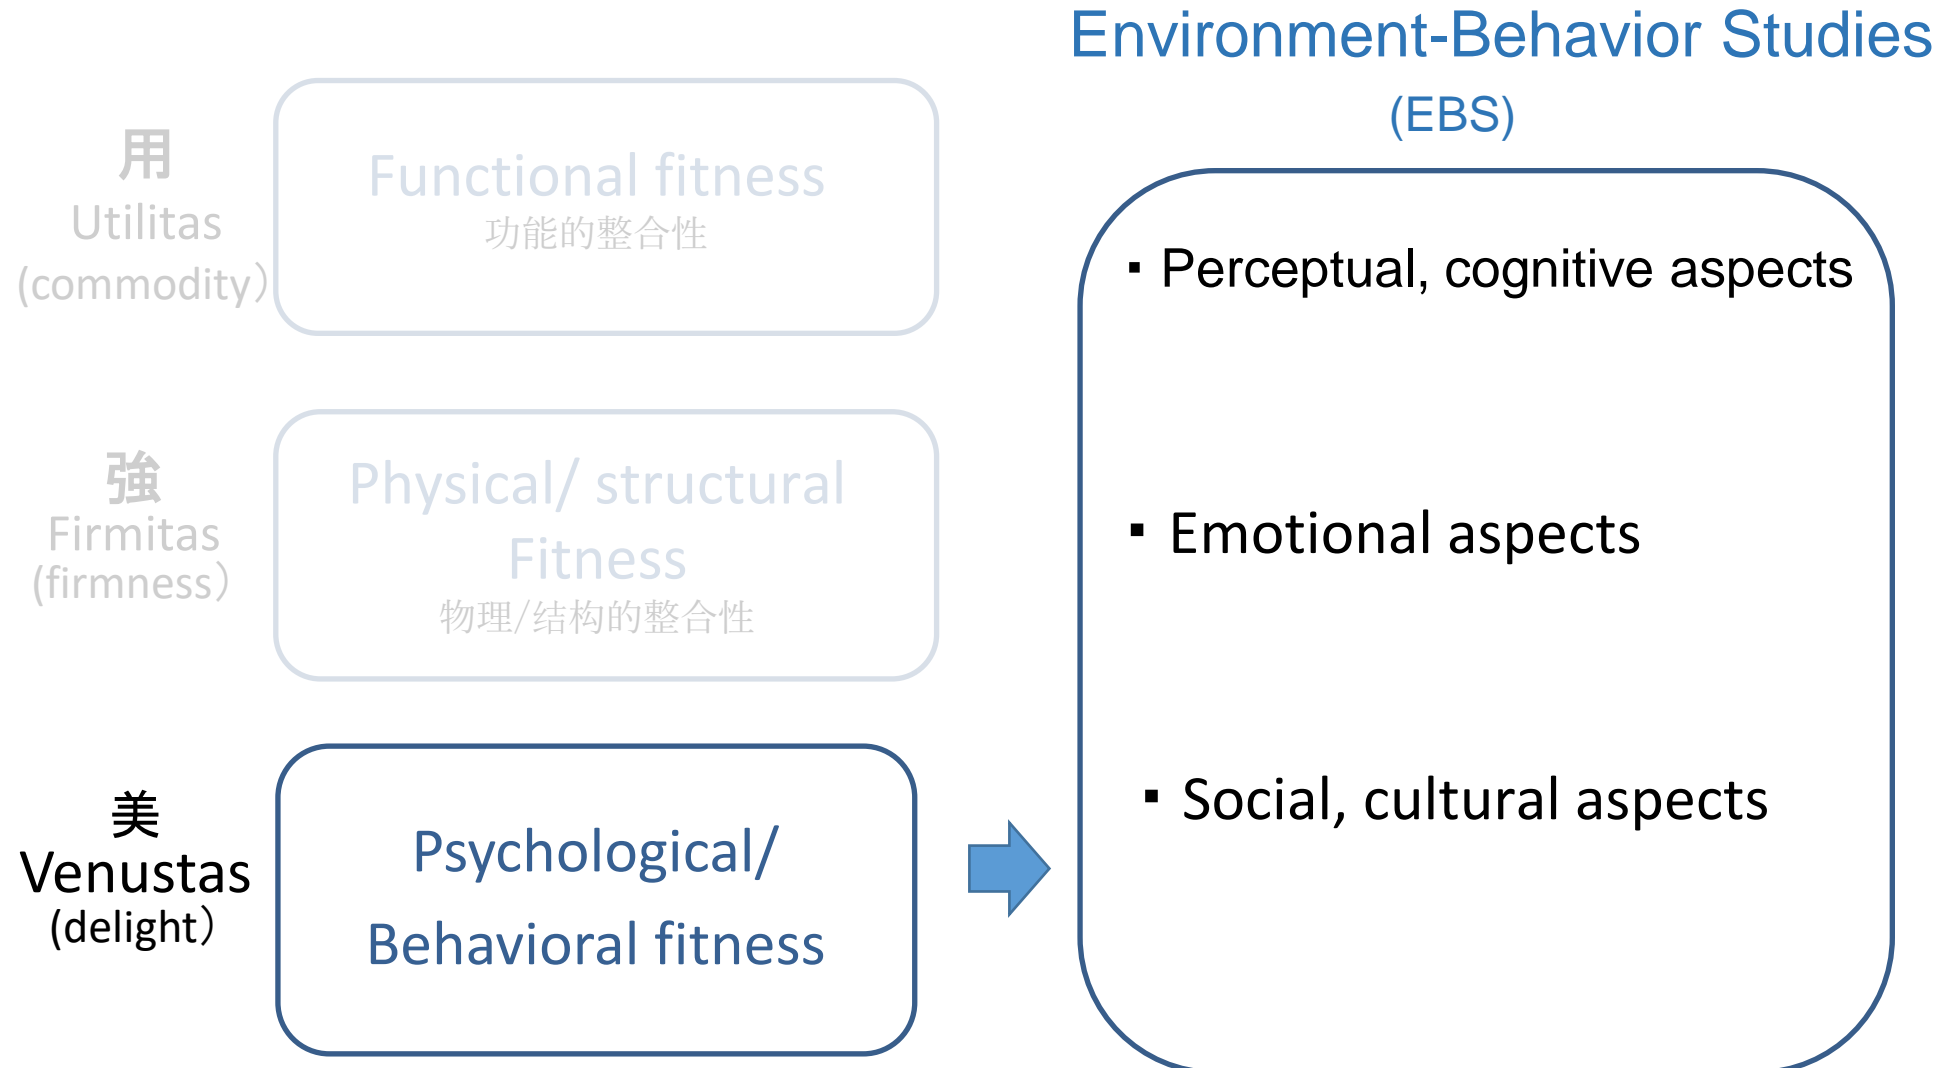 Environment-Behavior Studies
(EBS)
用
Utilitas
(commodity）
Functional fitness
功能的整合性
強
Firmitas
(firmness）
Physical/ structural
Fitness
物理/结构的整合性
美
Venustas
(delight）
Psychological/
Behavioral fitness
▪ Perceptual, cognitive aspects
▪ Emotional aspects
▪ Social, cultural aspects